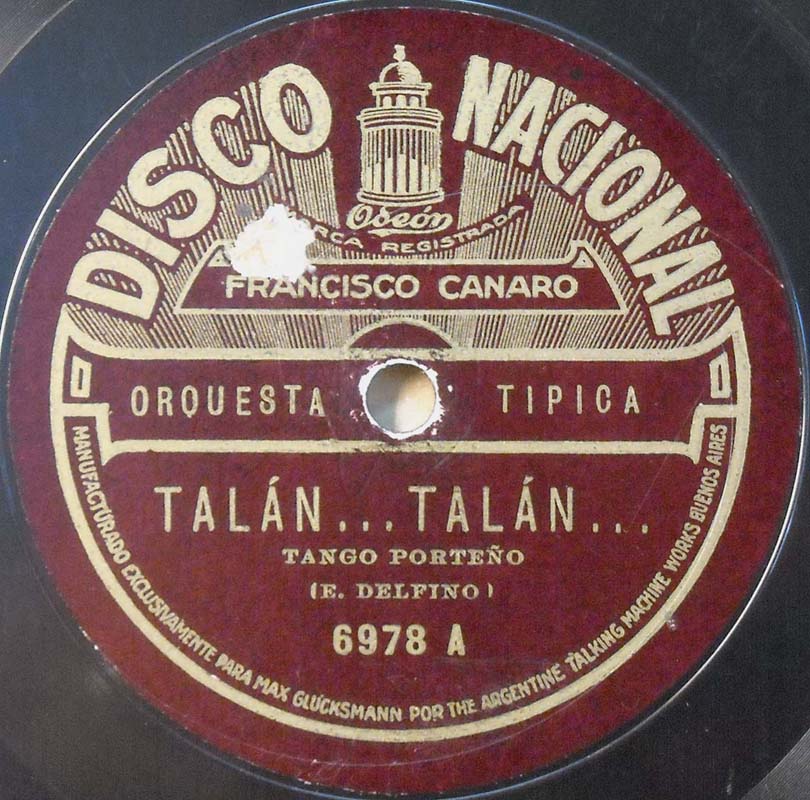 DISCO NACIONAL
Odeón
MARCA REGISTRADA
FRANCISCO CANARO
ORQUESTA TIPICA
TALÁN... TALÁN...
TANGO PORTEÑO
(E. DELFINO)
6978 A
MANUFACTURADO EXCLUSIVAMENTE PARA MAX GLÜCKSMANN POR THE ARGENTINE TALKING MACHINE WORKS BUENOS AIRES